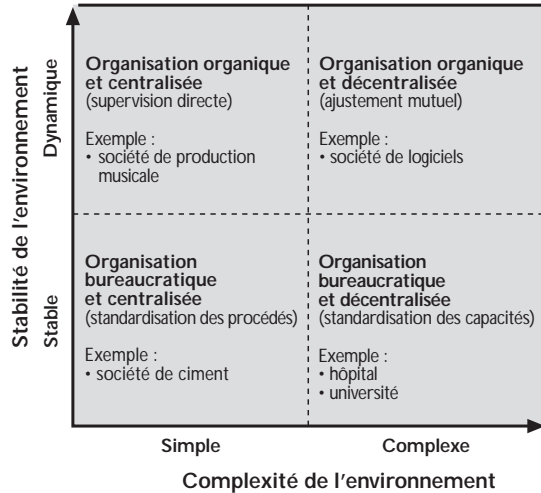 Stabilité de l'environnement
Dynamique
Stable
Organisation organique
et centralisée
(supervision directe)
Exemple :
• société de production
musicale
Organisation organique
et décentralisée
(ajustement mutuel)
Exemple :
• société de logiciels
Organisation
bureaucratique
et centralisée
(standardisation des procédés)
Exemple :
• société de ciment
Organisation
bureaucratique
et décentralisée
(standardisation des capacités)
Exemple :
• hôpital
• université
Simple
Complexe
Complexité de l'environnement